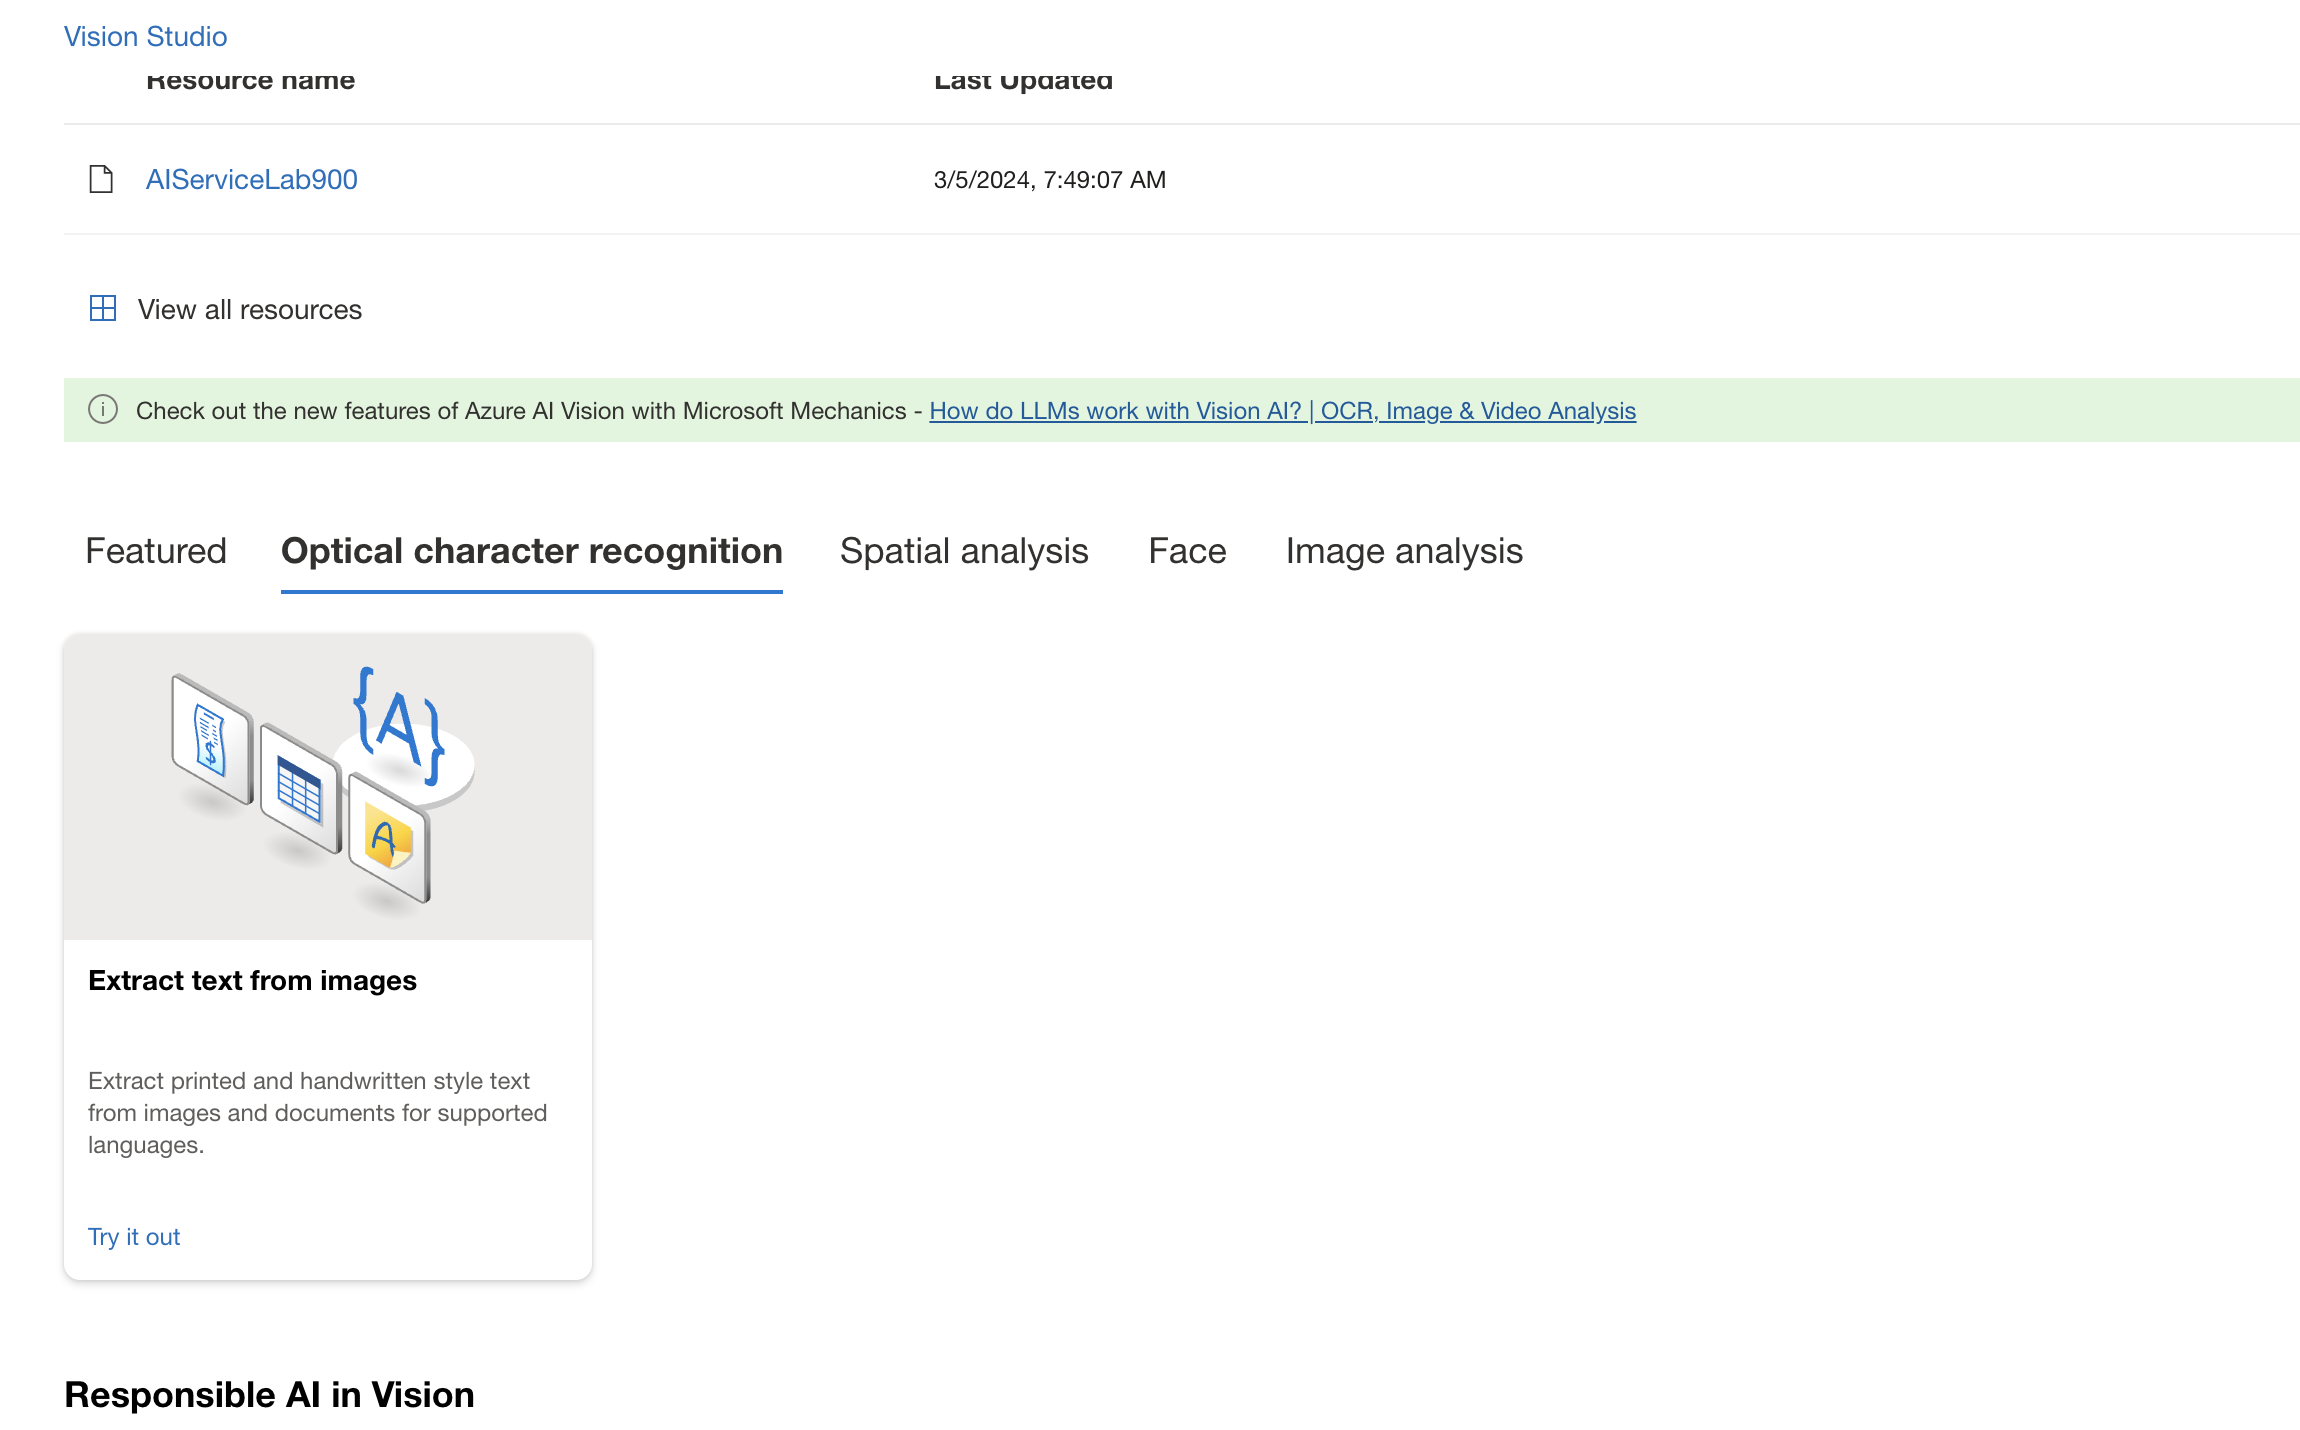 Vision Studio
Resource name Last Updated
AIServiceLab900 3/5/2024, 7:49:07 AM
View all resources
Check out the new features of Azure AI Vision with Microsoft Mechanics - How do LLMs work with Vision AI? | OCR, Image & Video Analysis
Featured Optical character recognition Spatial analysis Face Image analysis
{A}
$
A
Extract text from images
Extract printed and handwritten style text
from images and documents for supported
languages.
Try it out
Responsible AI in Vision